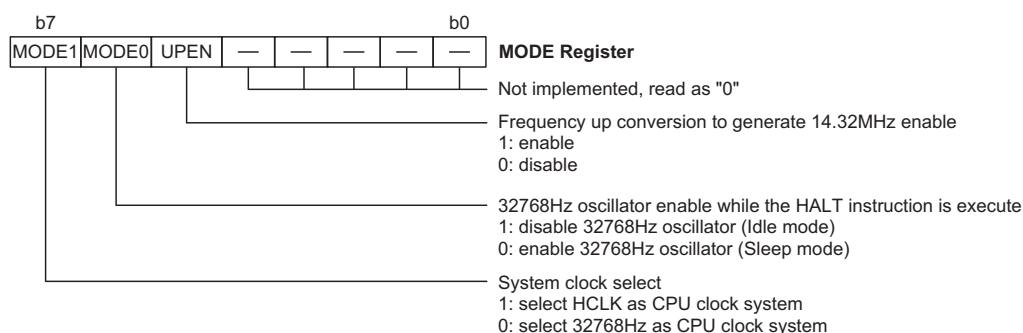 b7 b0
MODE1 MODE0 UPEN — — — — — MODE Register
Not implemented, read as "0"
Frequency up conversion to generate 14.32MHz enable
1: enable
0: disable
32768Hz oscillator enable while the HALT instruction is execute
1: disable 32768Hz oscillator (Idle mode)
0: enable 32768Hz oscillator (Sleep mode)
System clock select
1: select HCLK as CPU clock system
0: select 32768Hz as CPU clock system